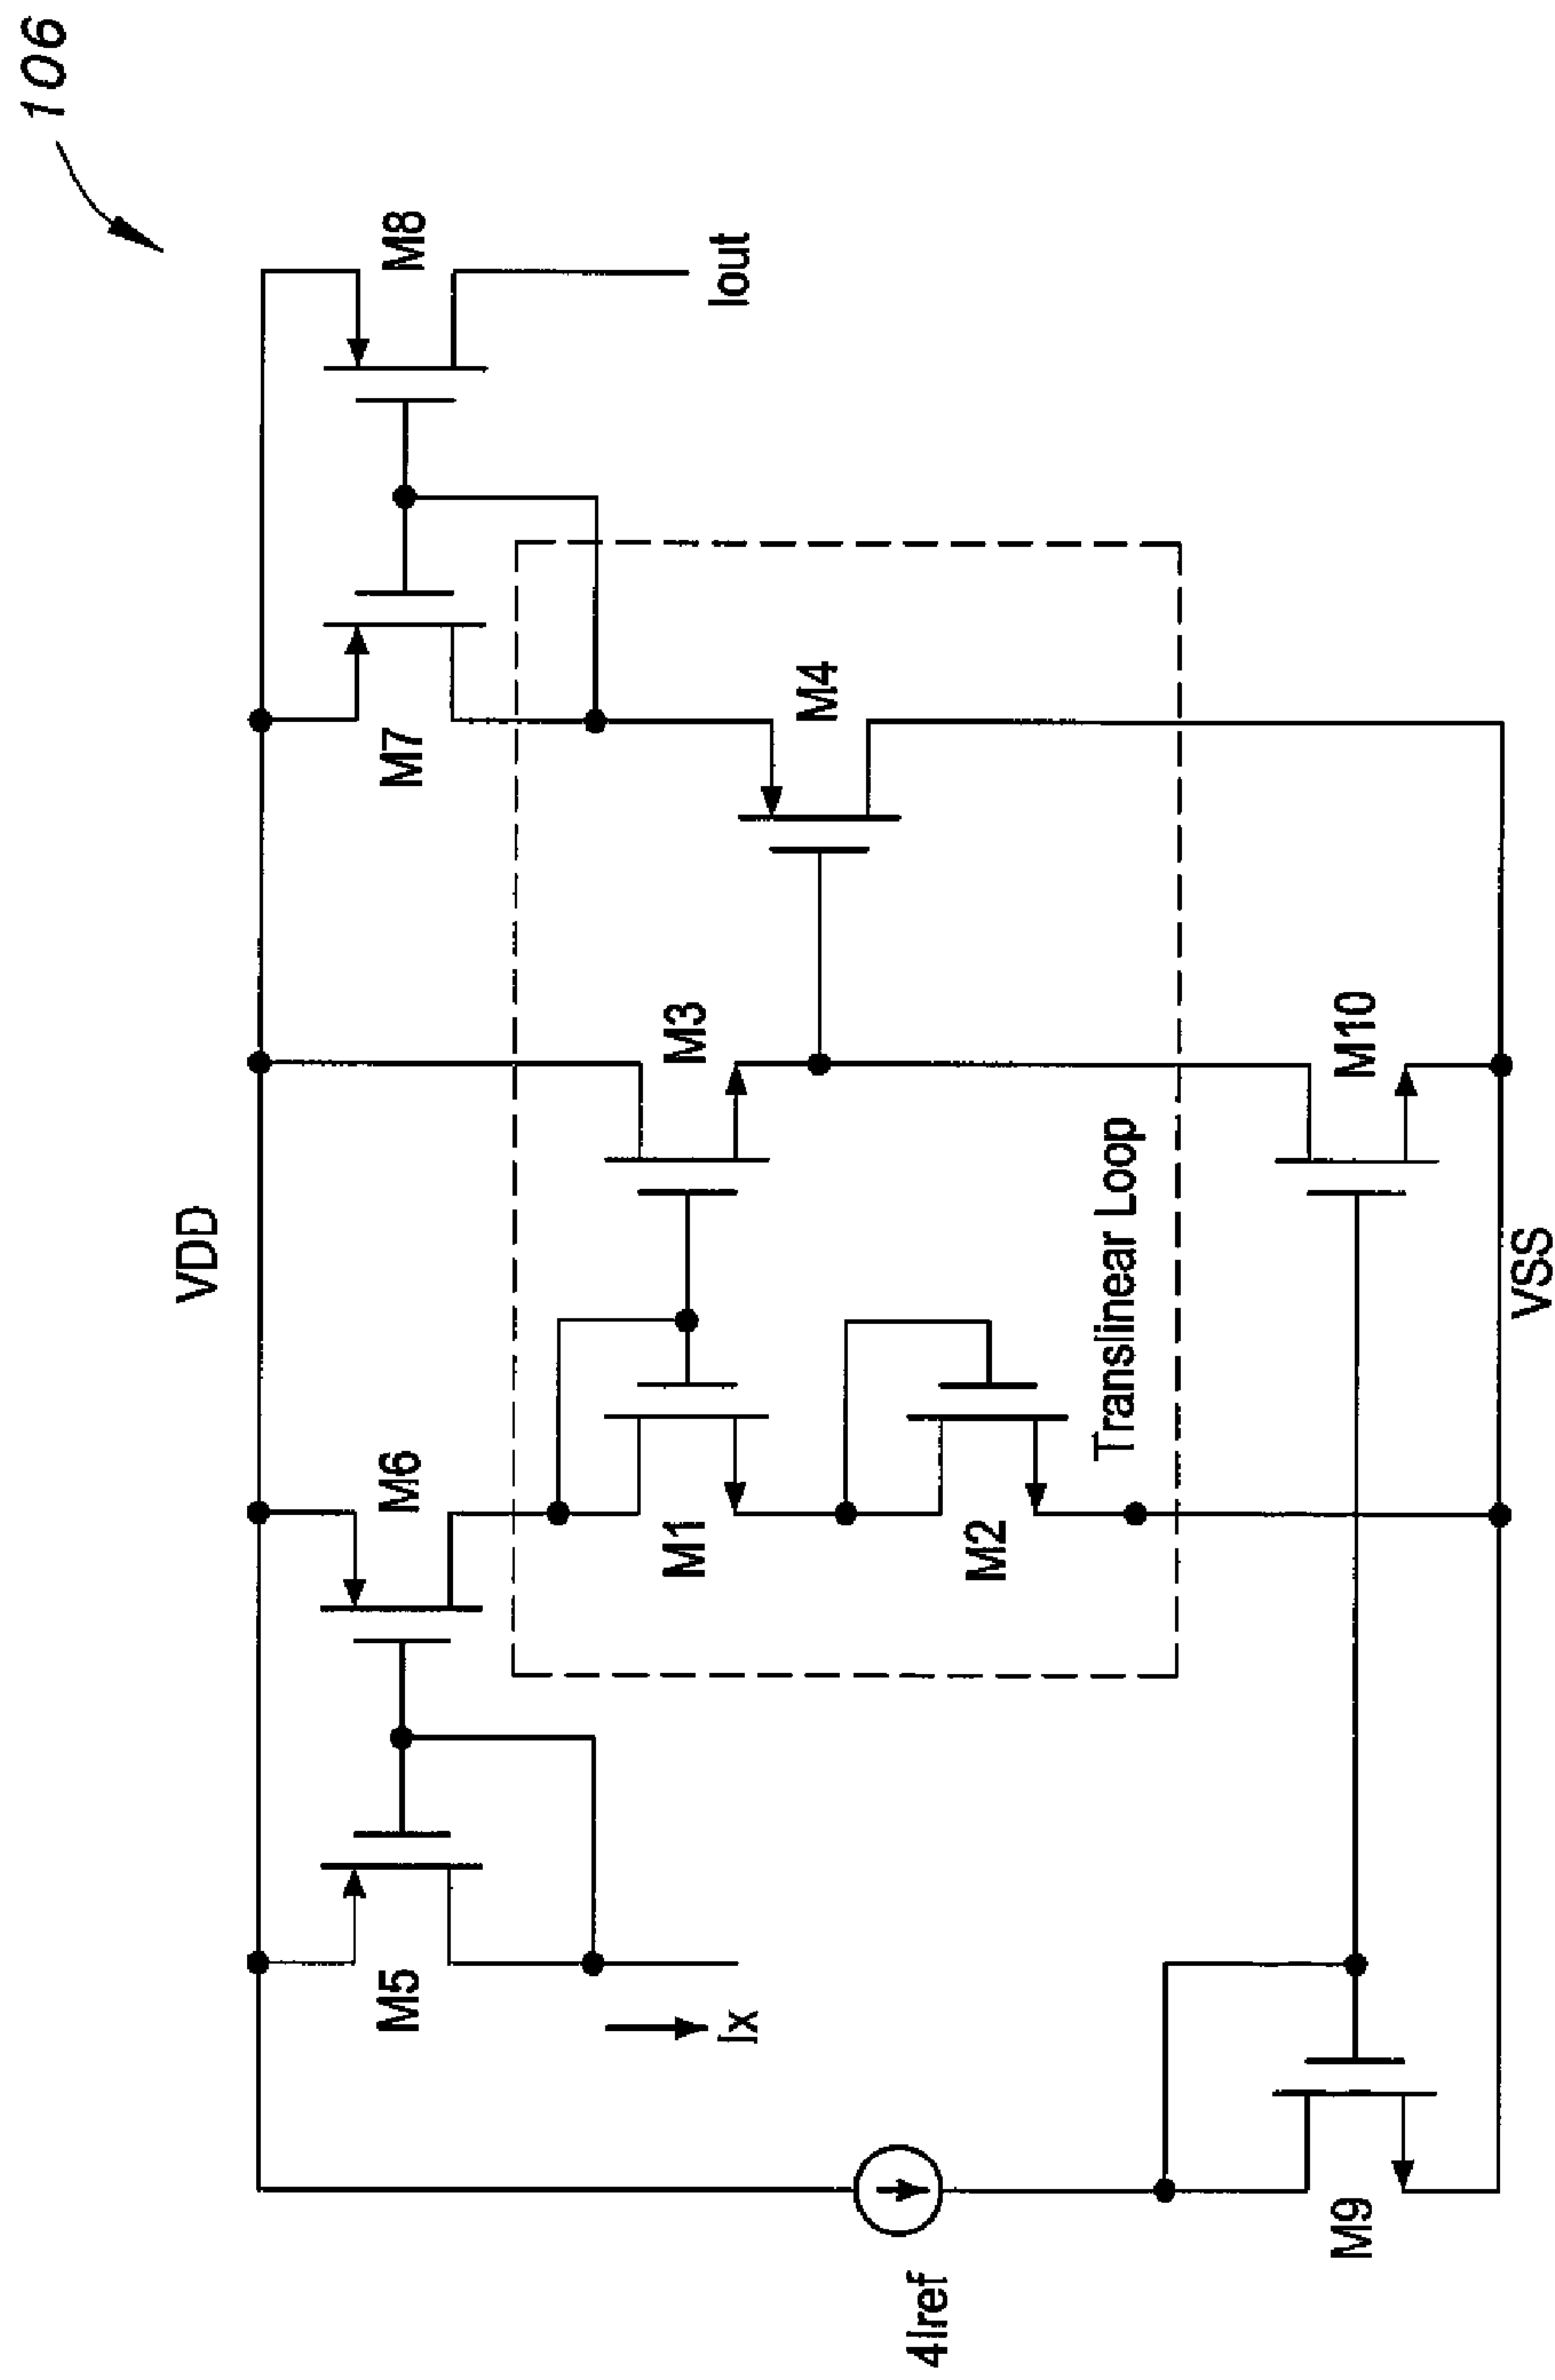 106
VDD
M5
M6
M7
M8
Ix
Iout
M1
M3
M4
M2
Translinear Loop
4Iref
M9
M10
VSS